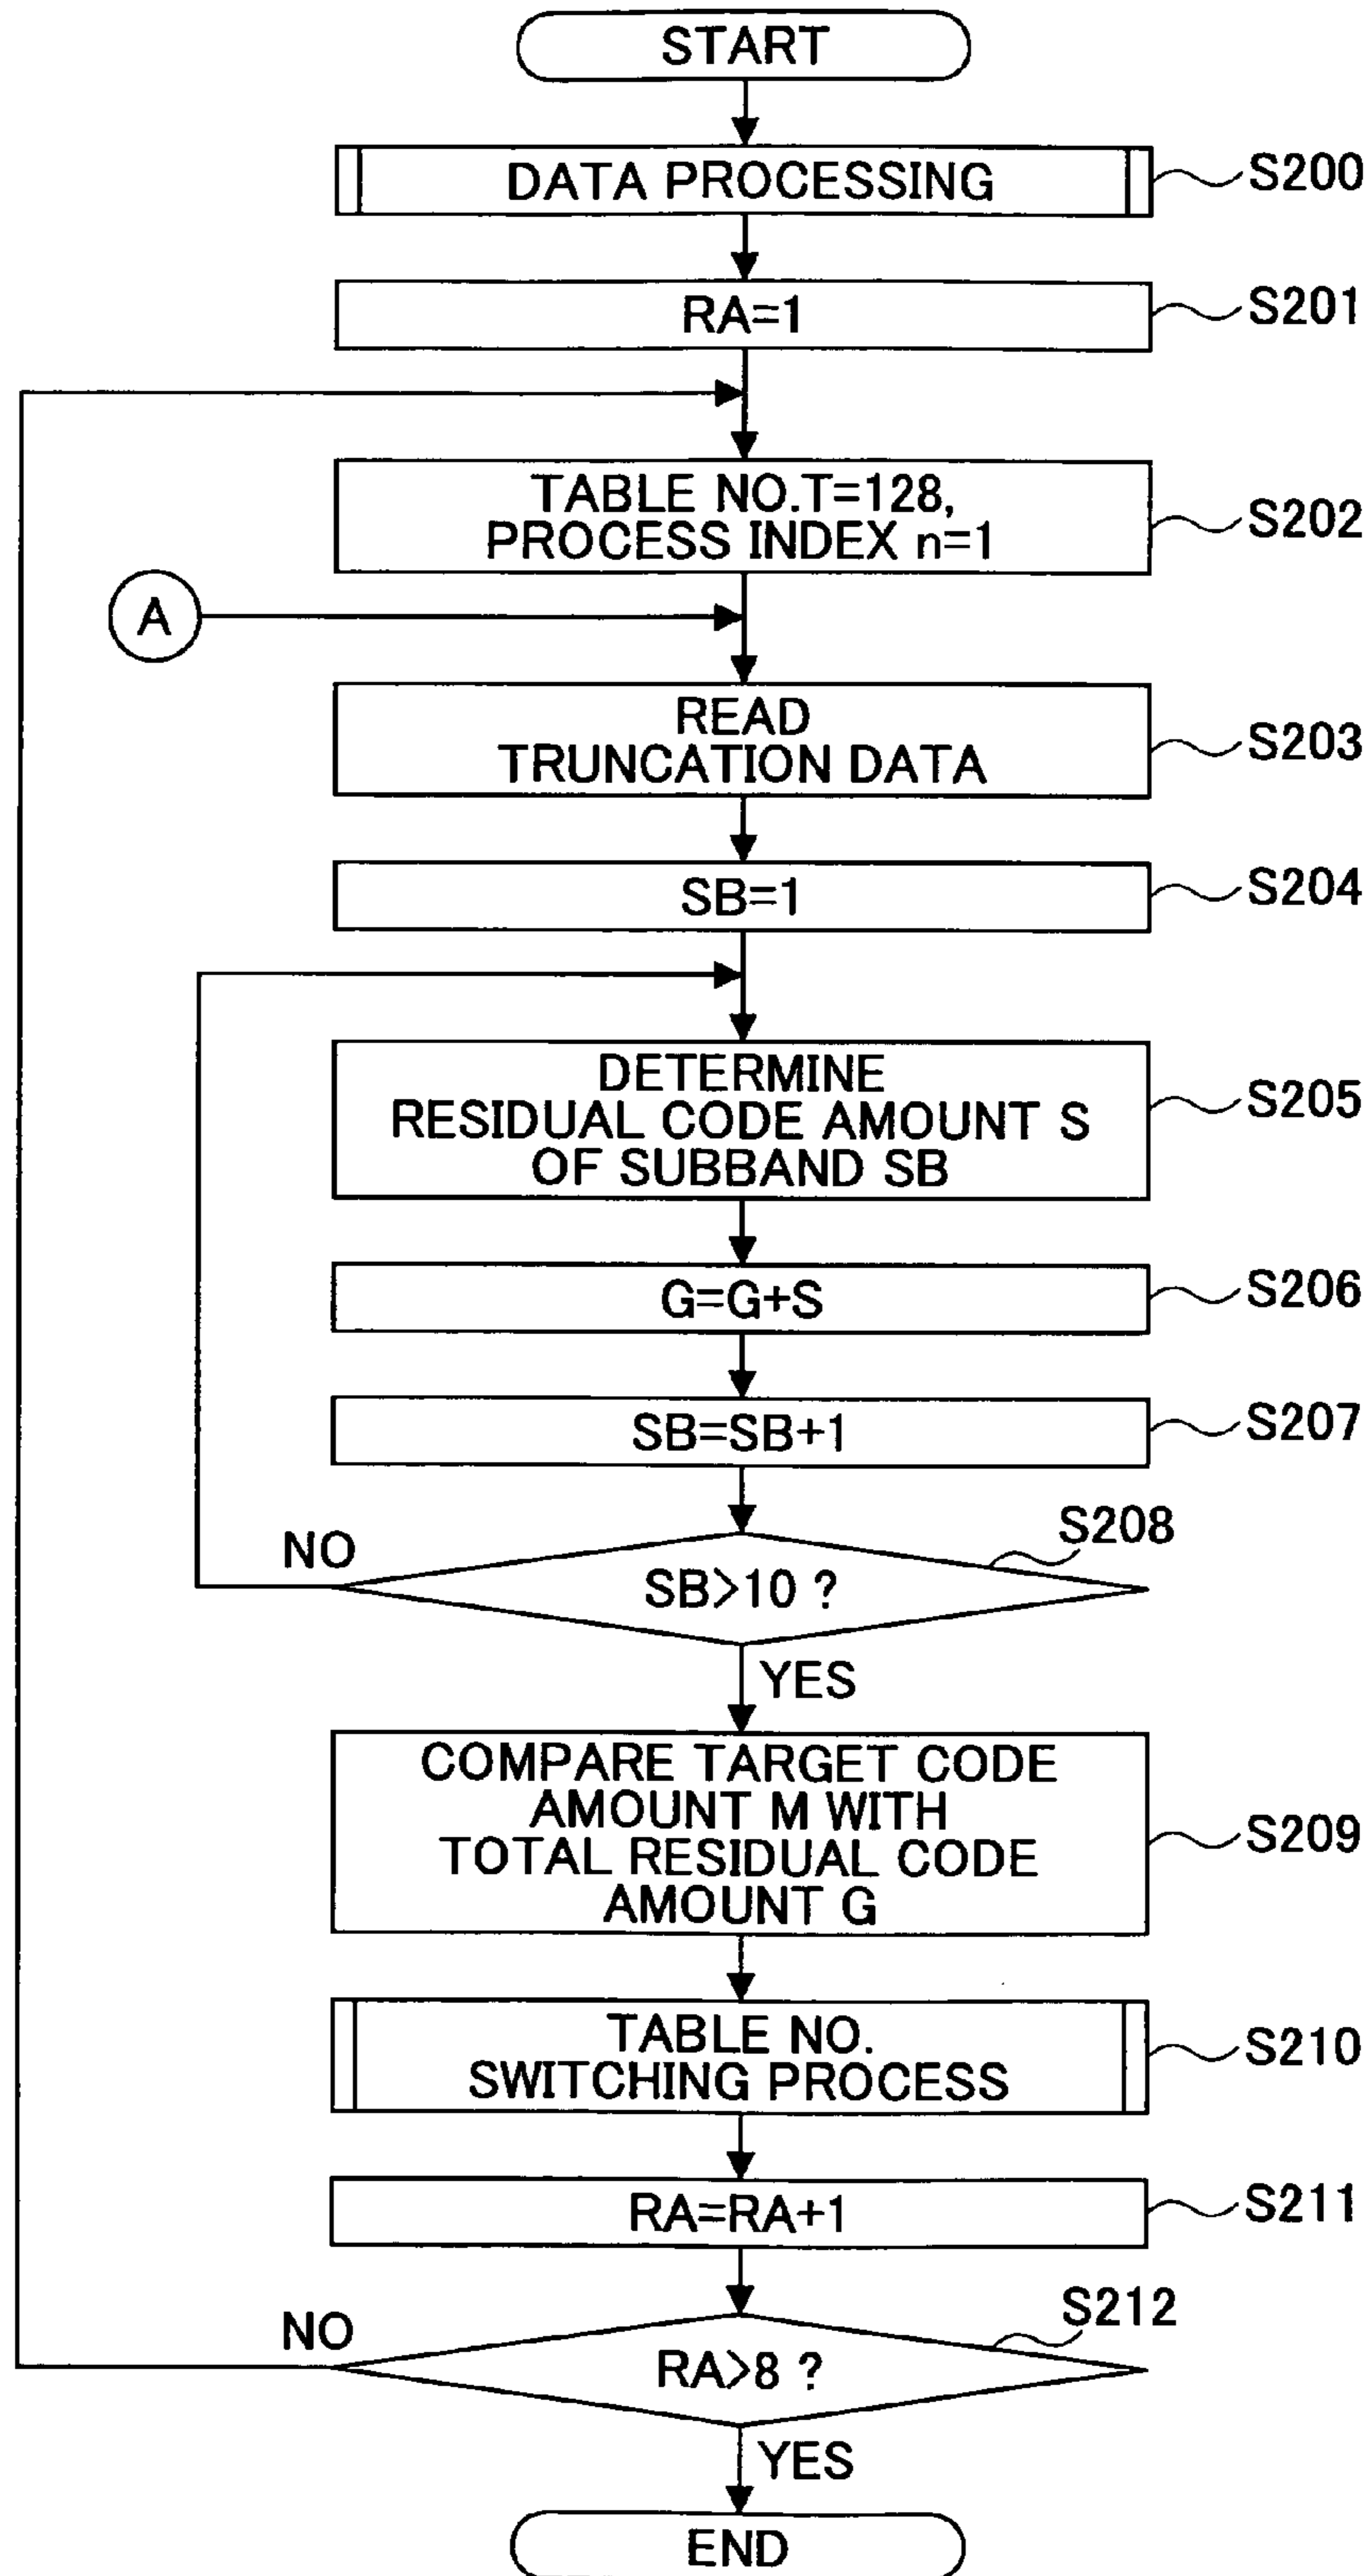 START
DATA PROCESSING
S200
RA=1
S201
TABLE NO.T=128,
PROCESS INDEX n=1
S202
A
READ
TRUNCATION DATA
S203
SB=1
S204
DETERMINE
RESIDUAL CODE AMOUNT S
OF SUBBAND SB
S205
G=G+S
S206
SB=SB+1
S207
S208
NO
SB>10 ?
YES
COMPARE TARGET CODE
AMOUNT M WITH
TOTAL RESIDUAL CODE
AMOUNT G
S209
TABLE NO.
SWITCHING PROCESS
S210
RA=RA+1
S211
S212
NO
RA>8 ?
YES
END